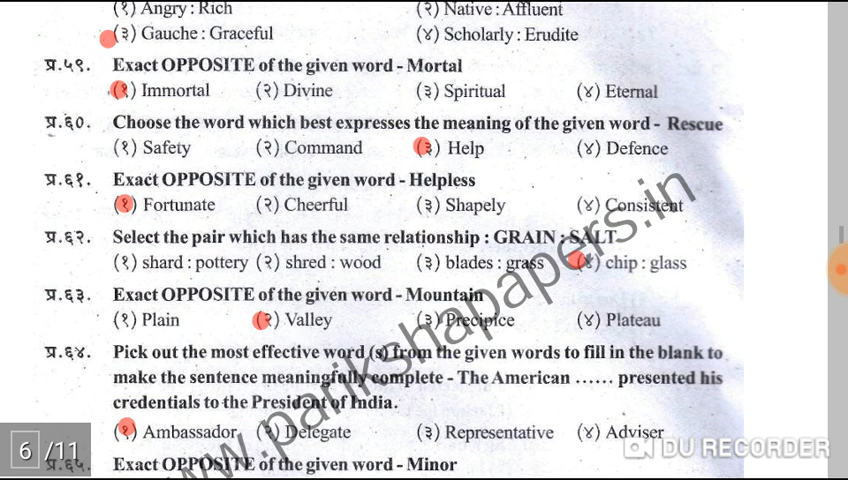 (१) Angry : Rich (२) Native : Affluent
(३) Gauche : Graceful (४) Scholarly : Erudite
प्र.५९. Exact OPPOSITE of the given word - Mortal
(१) Immortal (२) Divine (३) Spiritual (४) Eternal
प्र.६०. Choose the word which best expresses the meaning of the given word - Rescue
(१) Safety (२) Command (३) Help (४) Defence
प्र.६१. Exact OPPOSITE of the given word - Helpless
(१) Fortunate (२) Cheerful (३) Shapely (४) Consistent
प्र.६२. Select the pair which has the same relationship : GRAIN : SALT
(१) shard : pottery (२) shred : wood (३) blades : grass (४) chip : glass
प्र.६३. Exact OPPOSITE of the given word - Mountain
(१) Plain (२) Valley (३) Precipice (४) Plateau
प्र.६४. Pick out the most effective word (s) from the given words to fill in the blank to
make the sentence meaningfully complete - The American ...... presented his
credentials to the President of India.
(१) Ambassador (२) Delegate (३) Representative (४) Adviser
प्र.६५. Exact OPPOSITE of the given word - Minor
6 /11
www.parikshapapers.in
DU RECORDER